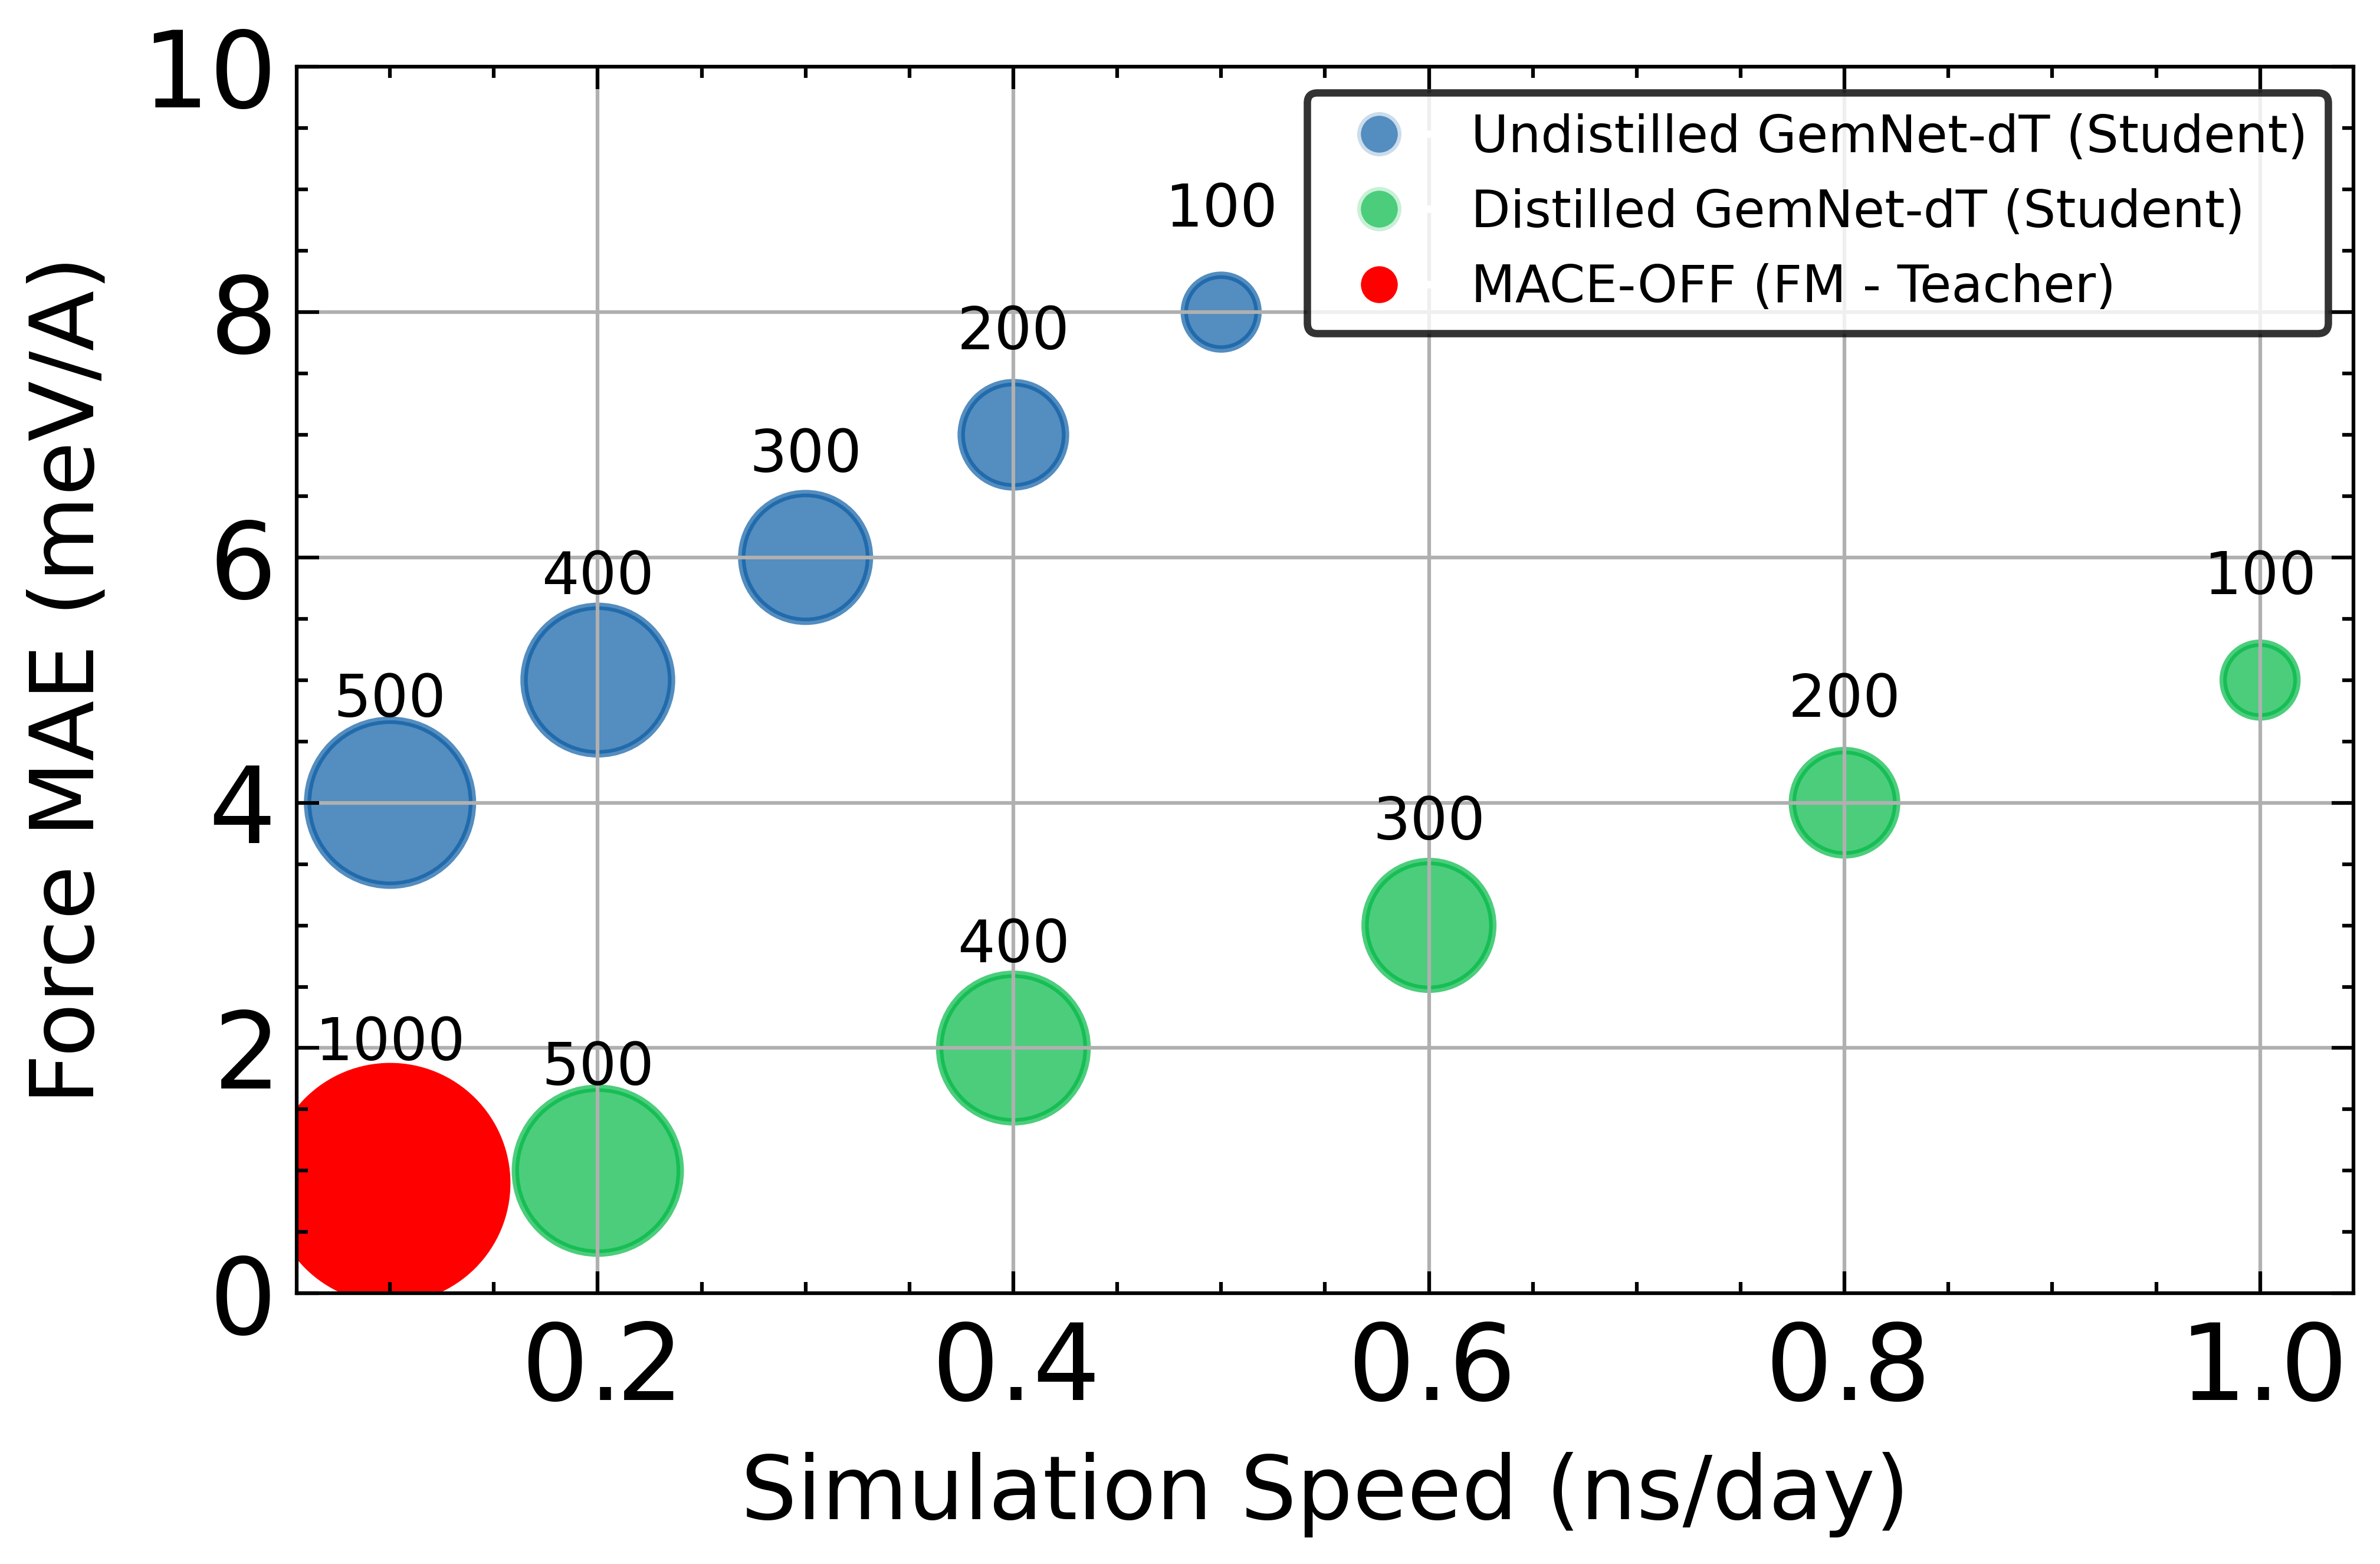 10
Undistilled GemNet-dT (Student)
Distilled GemNet-dT (Student)
MACE-OFF (FM - Teacher)
100
8
200
300
6
400
100
500
200
4
300
400
2
1000
500
0
Force MAE (meV/A)
0.2 0.4 0.6 0.8 1.0
Simulation Speed (ns/day)